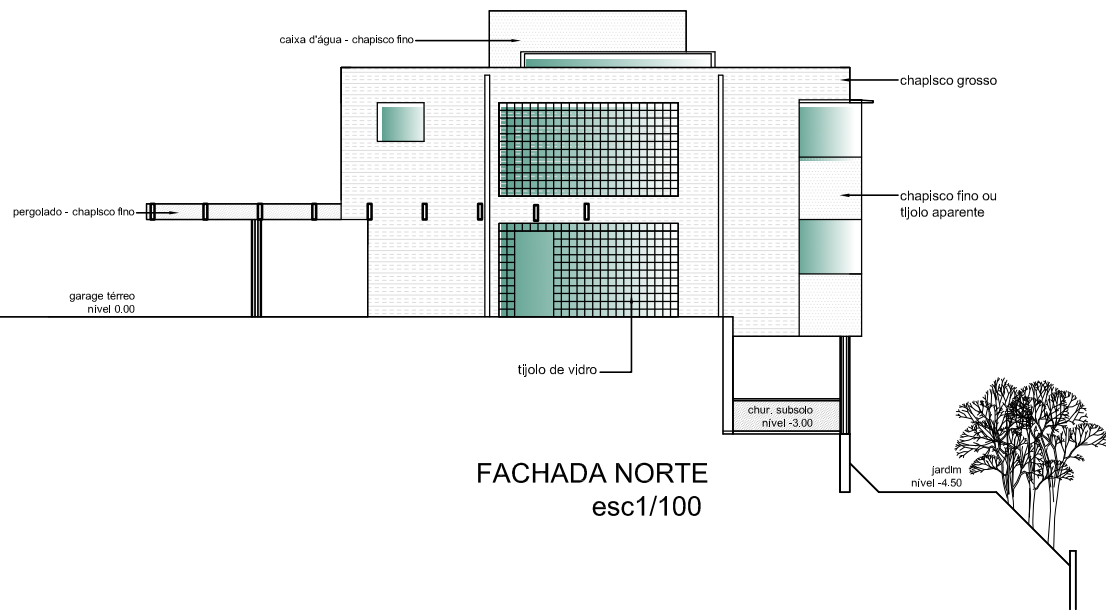 caixa d'água - chapisco fino
chapisco grosso
chapisco fino ou
tijolo aparente
pergolado - chapisco fino
garage térreo
nível 0.00
tijolo de vidro
chur. subsolo
nível -3.00
jardim
nível -4.50
FACHADA NORTE
esc1/100